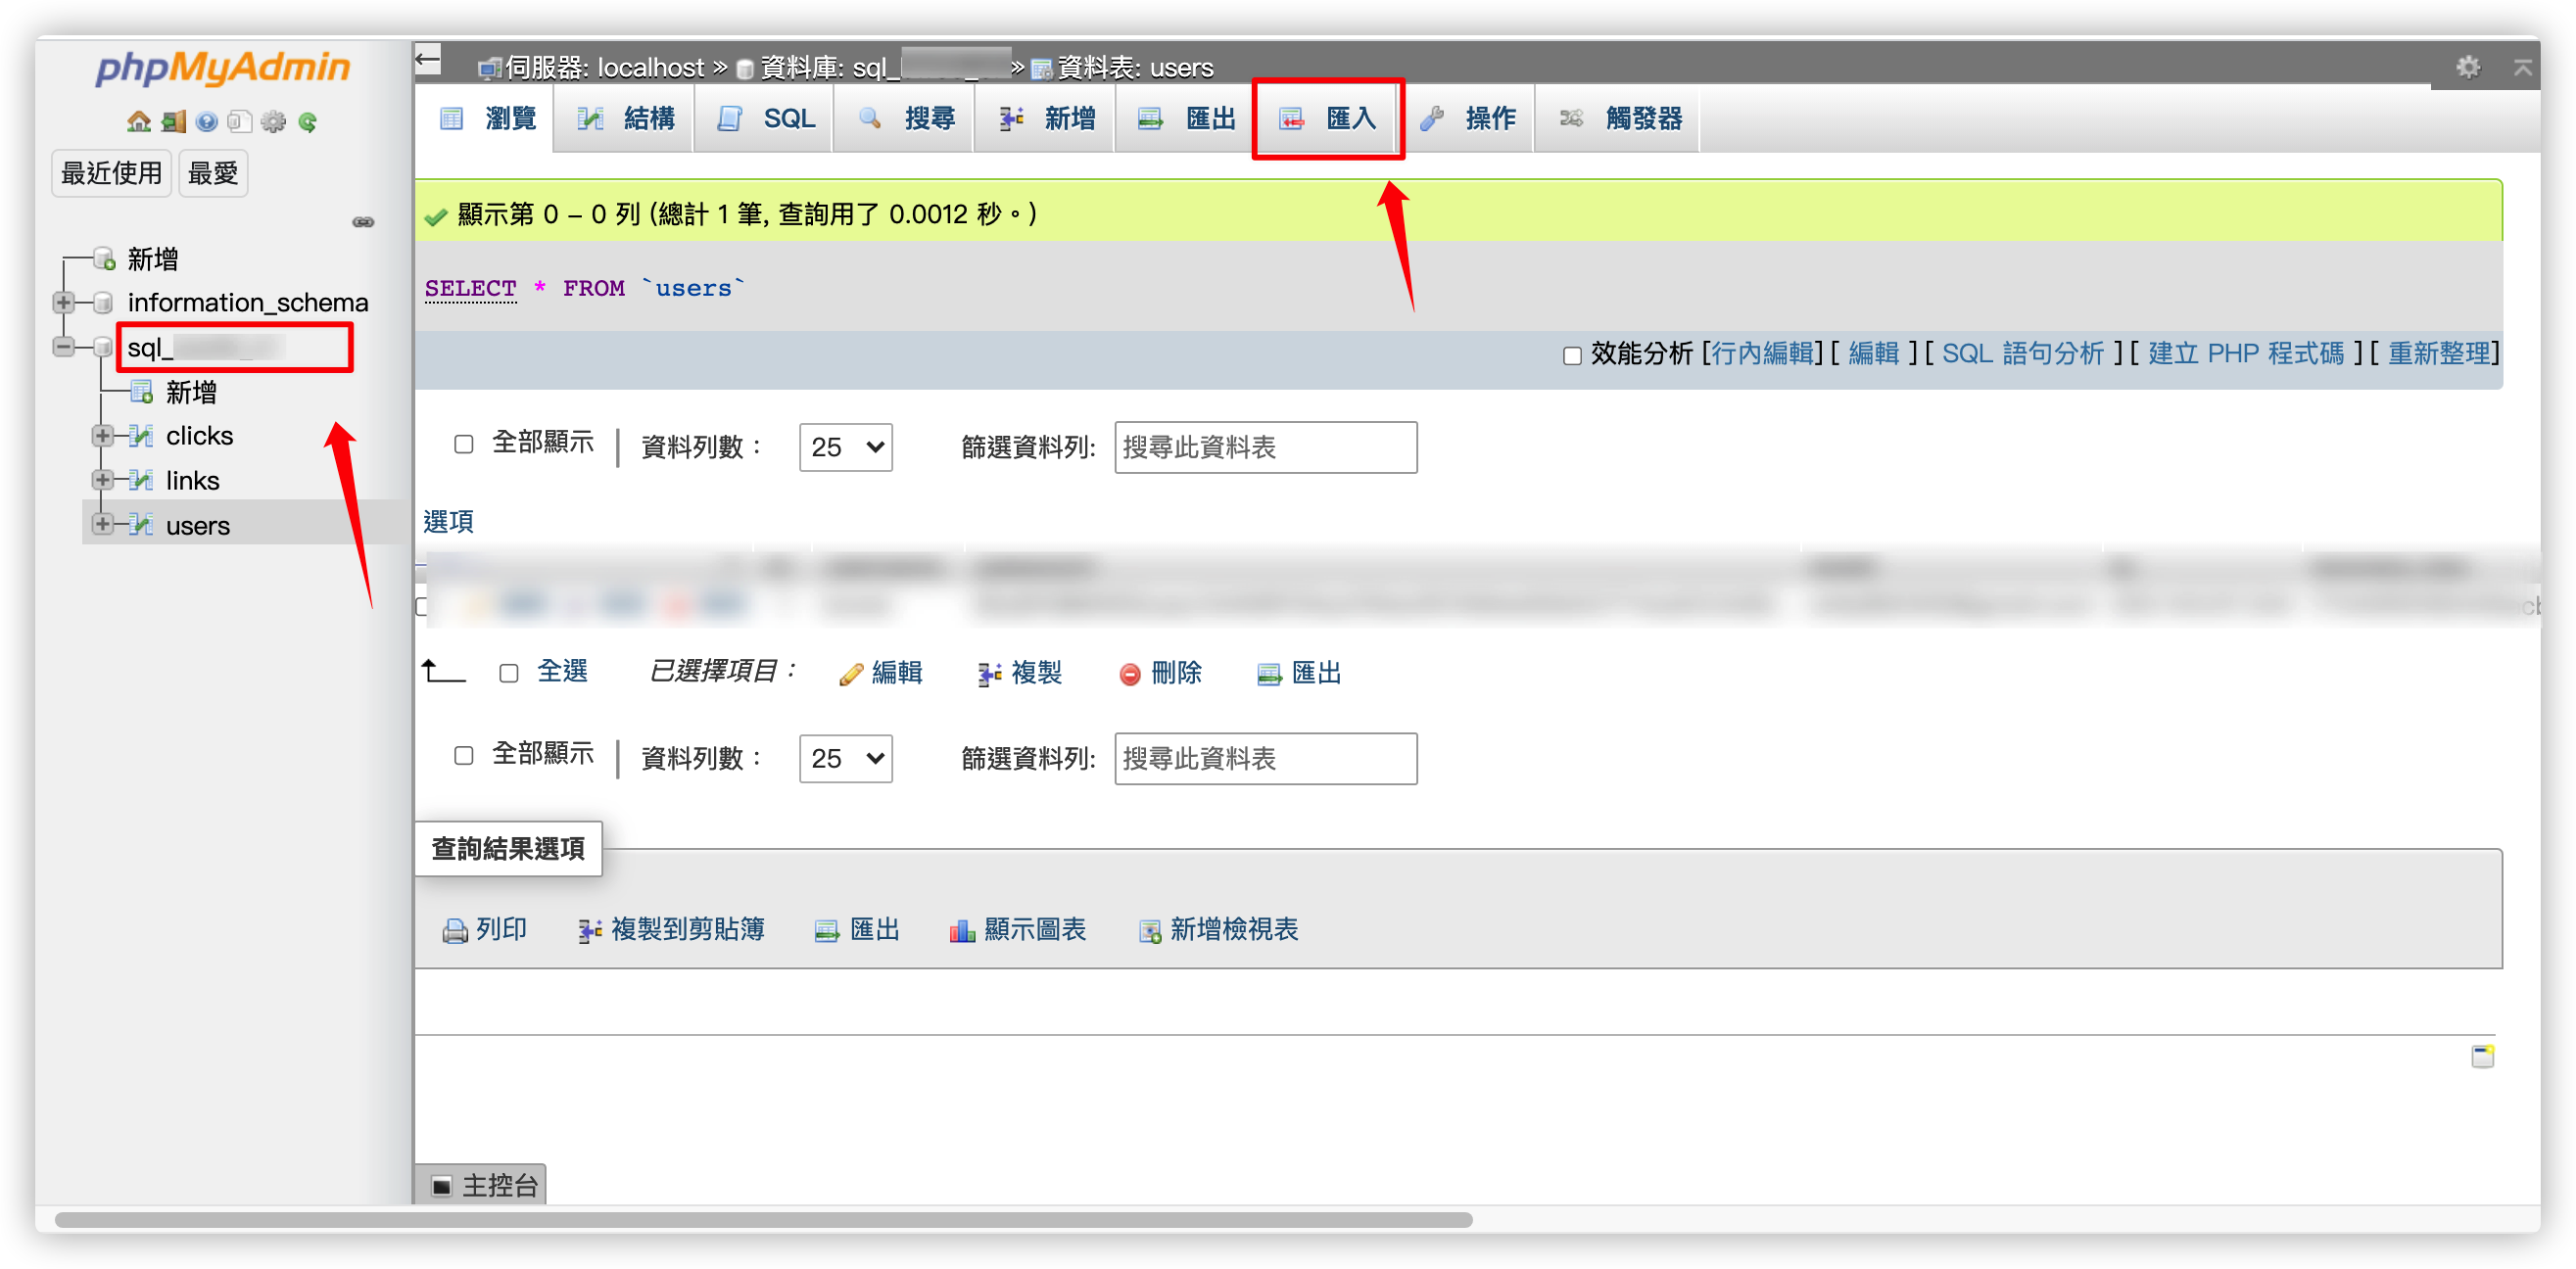 phpMyAdmin
最近使用 最愛
新增
information_schema
sql_
新增
clicks
links
users
伺服器: localhost » 資料庫: sql_ » 資料表: users
瀏覽 結構 SQL 搜尋 新增 匯出 匯入 操作 觸發器
顯示第 0 - 0 列 (總計 1 筆, 查詢用了 0.0012 秒。)
SELECT * FROM `users`
效能分析 [行內編輯] [ 編輯 ] [ SQL 語句分析 ] [ 建立 PHP 程式碼 ] [ 重新整理]
全部顯示 | 資料列數： 25 篩選資料列: 搜尋此資料表
選項
全選 已選擇項目： 編輯 複製 刪除 匯出
全部顯示 | 資料列數： 25 篩選資料列: 搜尋此資料表
查詢結果選項
列印 複製到剪貼簿 匯出 顯示圖表 新增檢視表
主控台